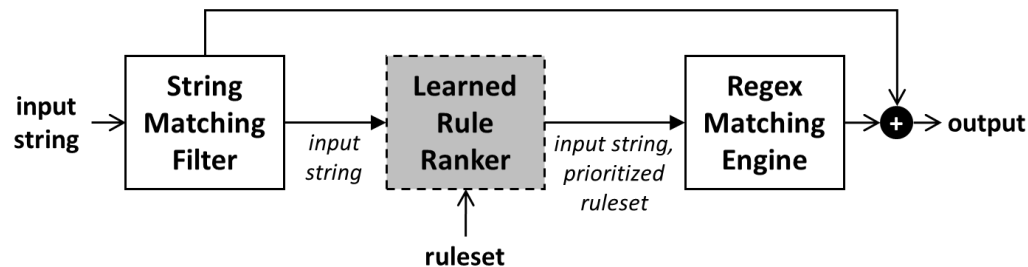 input
string
String
Matching
Filter
input
string
Learned
Rule
Ranker
ruleset
input string,
prioritized
ruleset
Regex
Matching
Engine
+
output